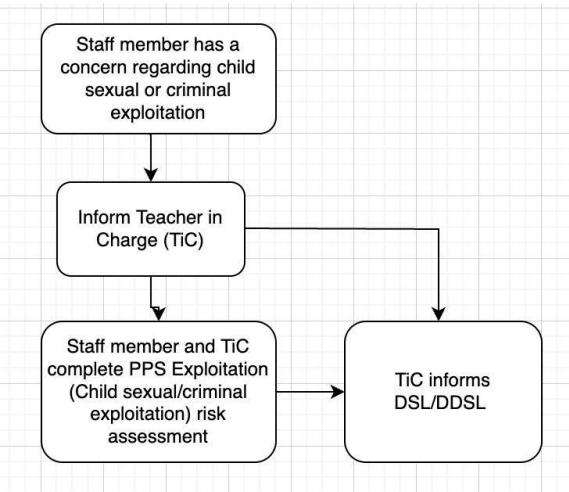 Staff member has a
concern regarding child
sexual or criminal
exploitation
Inform Teacher in
Charge (TiC)
Staff member and TiC
complete PPS Exploitation
(Child sexual/criminal
exploitation) risk
assessment
TiC informs
DSL/DDSL